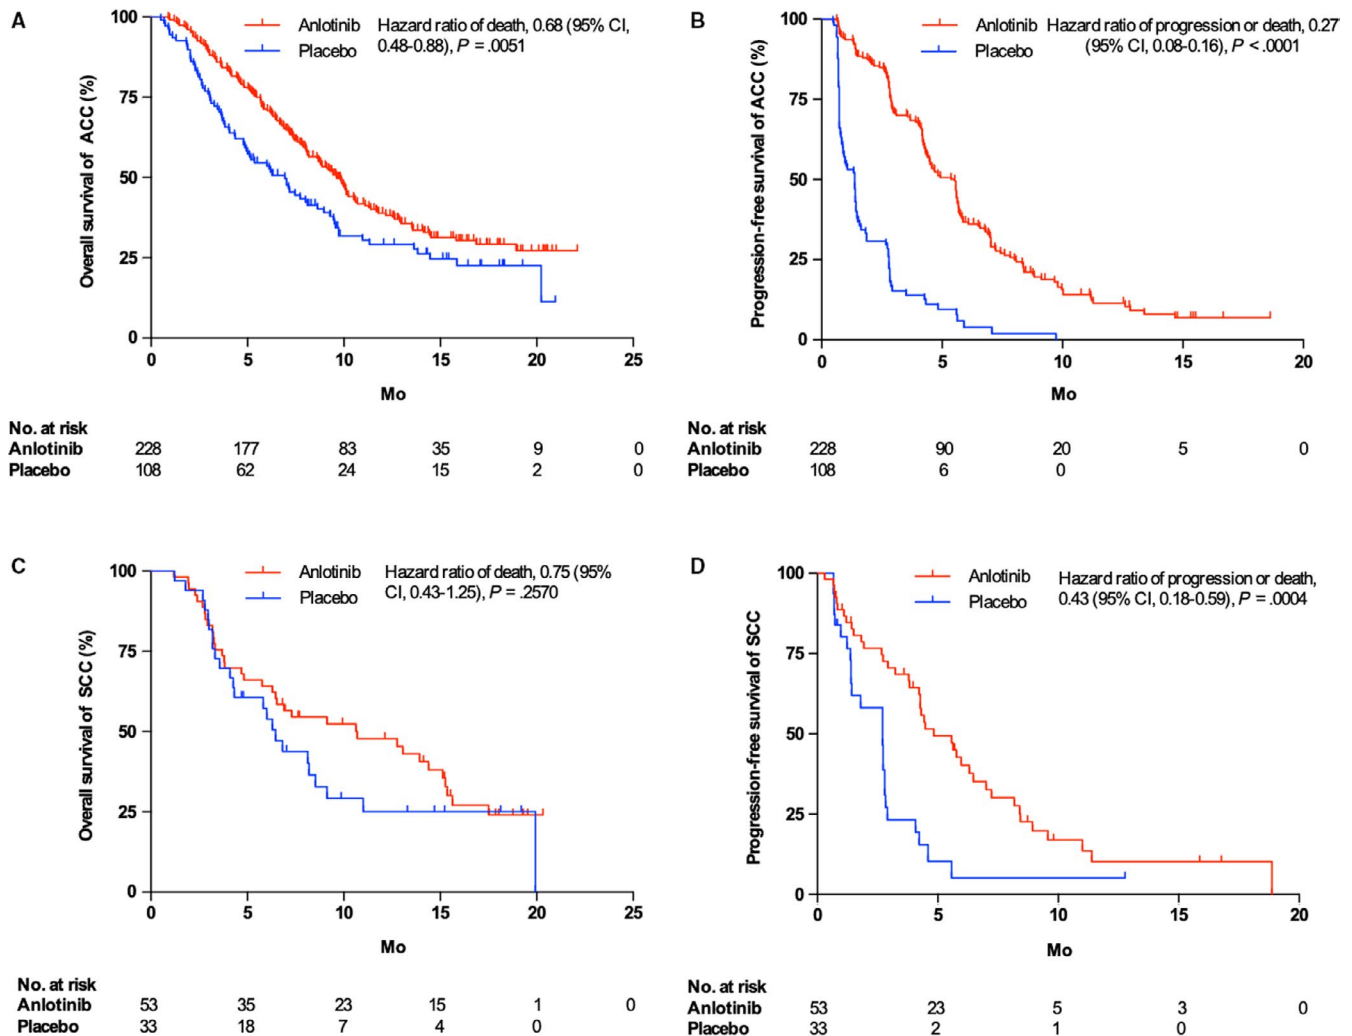 A
Overall survival of ACC (%)
100
75
50
25
0
Anlotinib
Placebo
Hazard ratio of death, 0.68 (95% CI,
0.48-0.88), P = .0051
0 5 10 15 20 25
Mo
No. at risk
Anlotinib 228 177 83 35 9 0
Placebo 108 62 24 15 2 0
B
Progression-free survival of ACC (%)
100
75
50
25
0
Anlotinib
Placebo
Hazard ratio of progression or death, 0.27
(95% CI, 0.08-0.16), P < .0001
0 5 10 15 20
Mo
No. at risk
Anlotinib 228 90 20 5 0
Placebo 108 6 0
C
Overall survival of SCC (%)
100
75
50
25
0
Anlotinib
Placebo
Hazard ratio of death, 0.75 (95%
CI, 0.43-1.25), P = .2570
0 5 10 15 20 25
Mo
No. at risk
Anlotinib 53 35 23 15 1 0
Placebo 33 18 7 4 0
D
Progression-free survival of SCC
100
75
50
25
0
Anlotinib
Placebo
Hazard ratio of progression or death,
0.43 (95% CI, 0.18-0.59), P = .0004
0 5 10 15 20
Mo
No. at risk
Anlotinib 53 23 5 3 0
Placebo 33 2 1 0